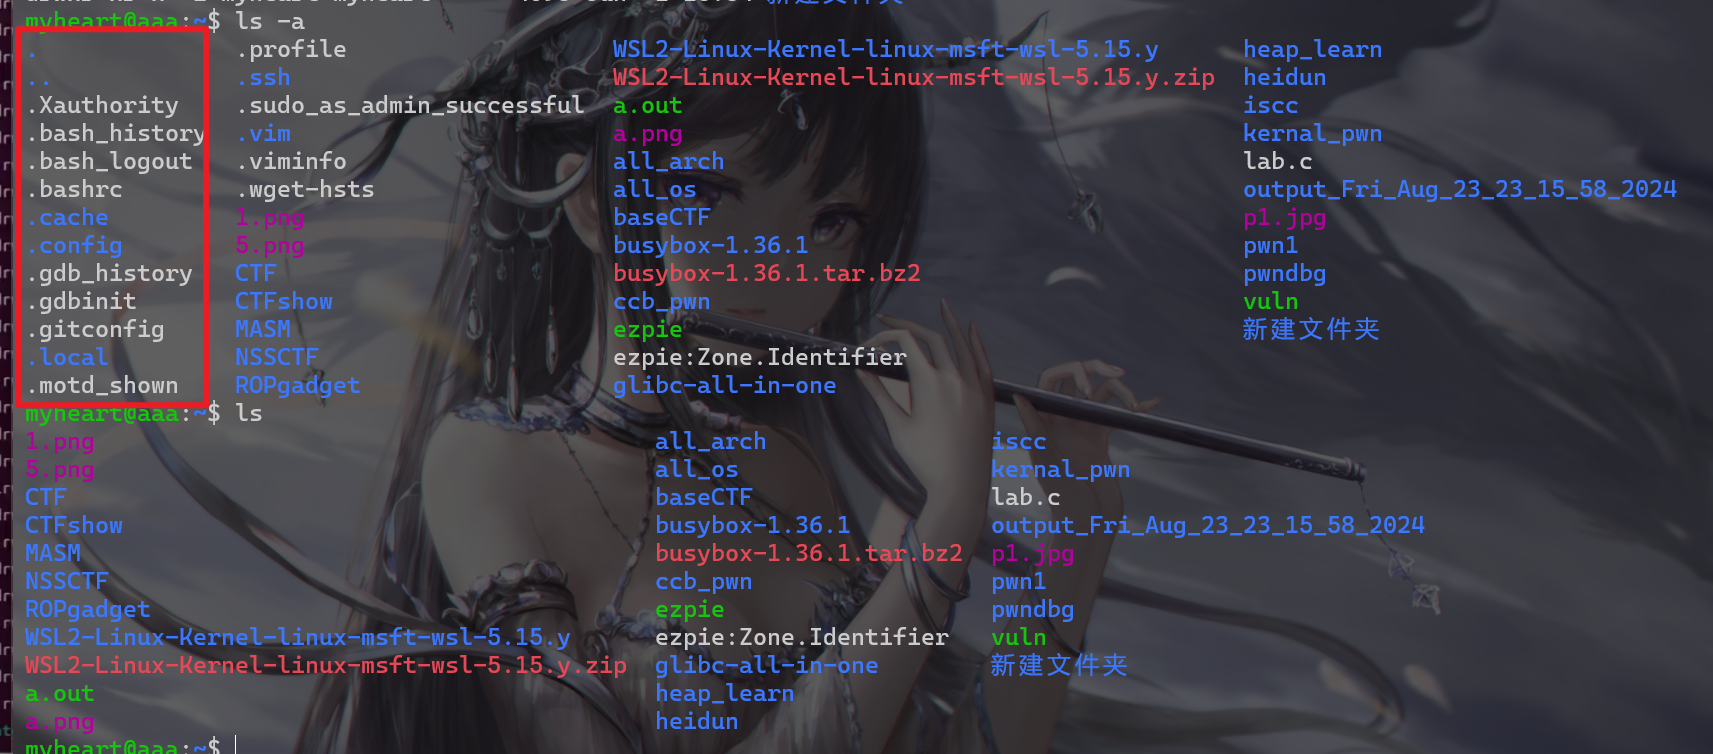 myheart@aaa:~$ ls -a
. .profile WSL2-Linux-Kernel-linux-msft-wsl-5.15.y heap_learn
.. .ssh WSL2-Linux-Kernel-linux-msft-wsl-5.15.y.zip heidun
.Xauthority .sudo_as_admin_successful a.out iscc
.bash_history .vim a.png kernal_pwn
.bash_logout .viminfo all_arch lab.c
.bashrc .wget-hsts all_os output_Fri_Aug_23_23_15_58_2024
.cache 1.png baseCTF p1.jpg
.config 5.png busybox-1.36.1 pwn1
.gdb_history CTF busybox-1.36.1.tar.bz2 pwndbg
.gdbinit CTFshow ccb_pwn vuln
.gitconfig MASM ezpie 新建文件夹
.local NSSCTF ezpie:Zone.Identifier
.motd_shown ROPgadget glibc-all-in-one
myheart@aaa:~$ ls
1.png all_arch iscc
5.png all_os kernal_pwn
CTF baseCTF lab.c
CTFshow busybox-1.36.1 output_Fri_Aug_23_23_15_58_2024
MASM busybox-1.36.1.tar.bz2 p1.jpg
NSSCTF ccb_pwn pwn1
ROPgadget ezpie pwndbg
WSL2-Linux-Kernel-linux-msft-wsl-5.15.y ezpie:Zone.Identifier vuln
WSL2-Linux-Kernel-linux-msft-wsl-5.15.y.zip glibc-all-in-one 新建文件夹
a.out heap_learn
a.png heidun
myheart@aaa:~$